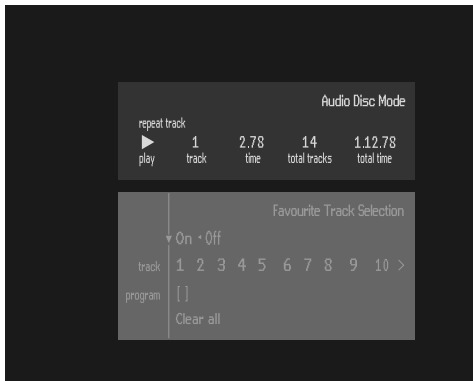 Audio Disc Mode
repeat track
1 2.78 14 1.12.78
play track time total tracks total time
Favourite Track Selection
On Off
track 1 2 3 4 5 6 7 8 9 10 >
program [ ]
Clear all